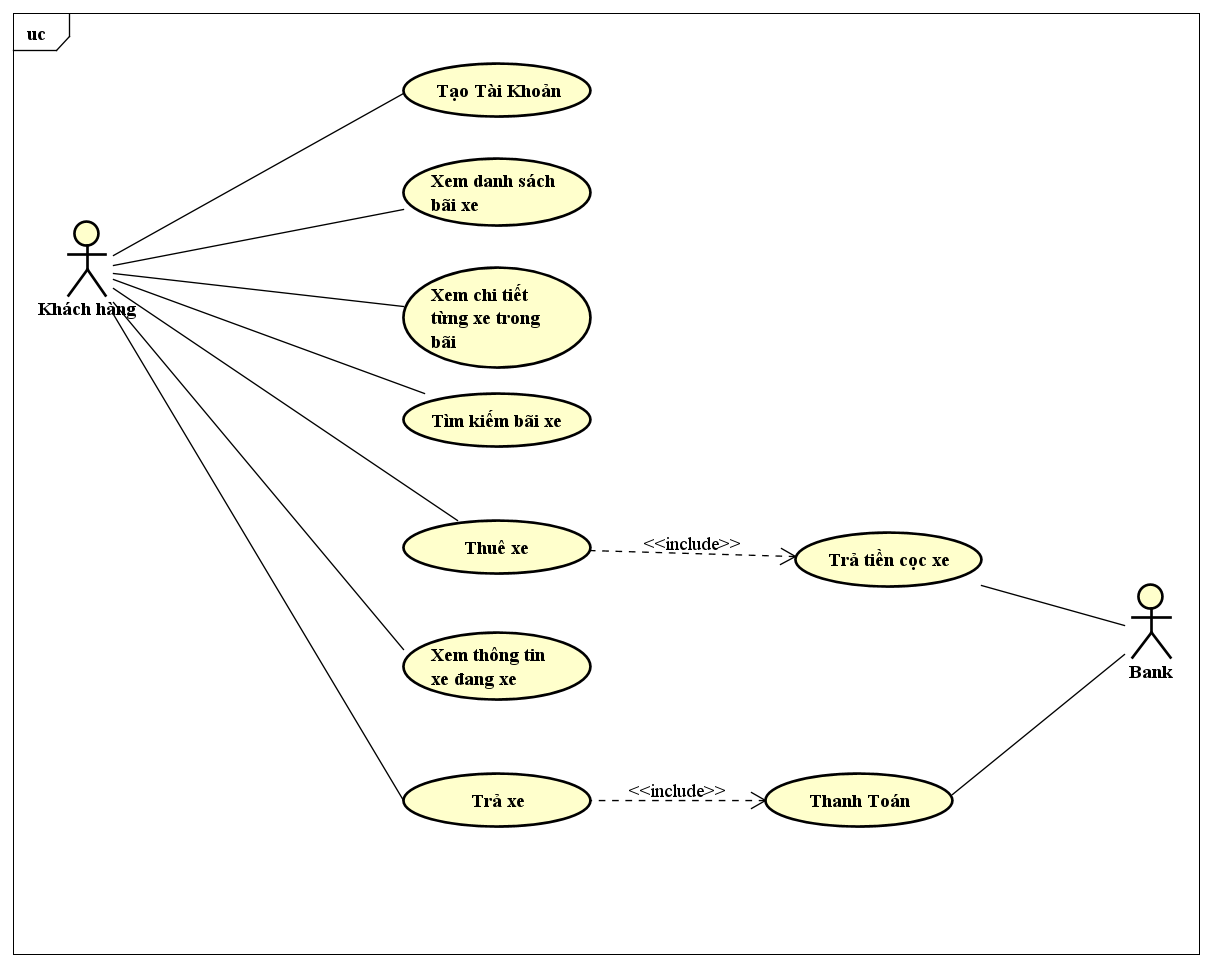 uc
Tạo Tài Khoản
Xem danh sách
bãi xe
Khách hàng
Xem chi tiết
từng xe trong
bãi
Tìm kiếm bãi xe
Thuê xe
<<include>>
Trả tiền cọc xe
Xem thông tin
xe đang xe
Bank
Trả xe
<<include>>
Thanh Toán